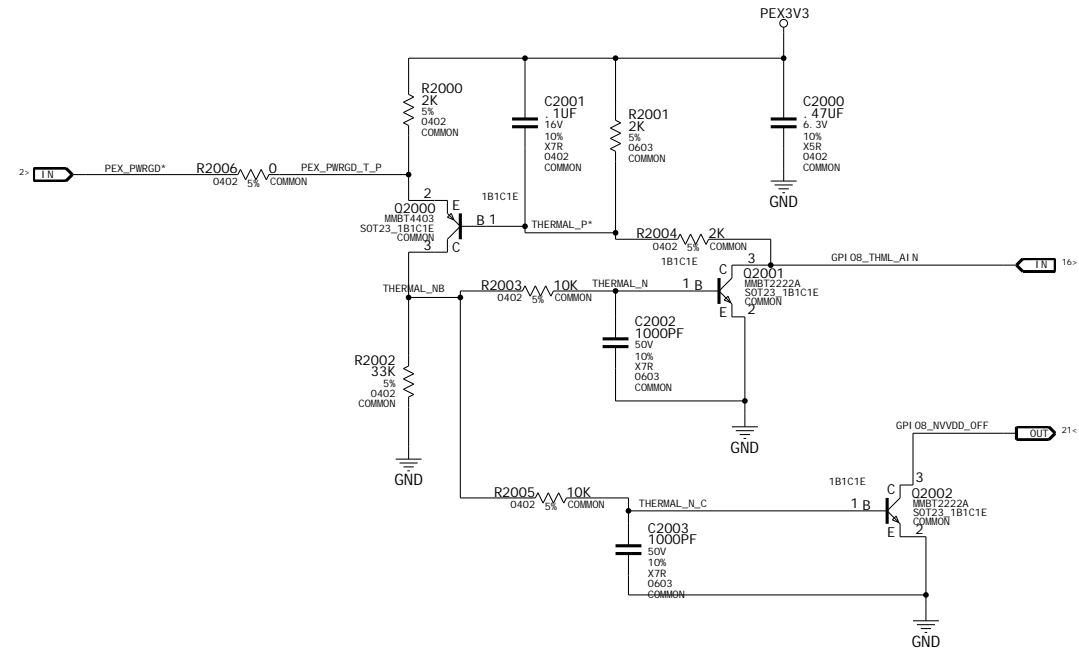 PEX3V3
R2000
2K
5%
0402
COMMON
C2001
.1UF
16V
10%
X7R
0402
COMMON
R2001
2K
5%
0603
COMMON
C2000
.47UF
6.3V
10%
X5R
0402
COMMON
GND
2> IN PEX_PWRGD* R2006 0 PEX_PWRGD_T_P
0402 5% COMMON
2 E
Q2000
MMBT4403
SOT23_1B1C1E
COMMON
3 C
1B1C1E
B 1 THERMAL_P*
R2004 2K
0402 5% COMMON
1B1C1E
C 3
GPIO8_THML_AIN IN 16>
Q2001
MMBT2222A
SOT23_1B1C1E
COMMON
E 2
THERMAL_NB
R2003 10K THERMAL_N 1 B
0402 5% COMMON
C2002
1000PF
50V
10%
X7R
0603
COMMON
GND
R2002
33K
5%
0402
COMMON
GND
GPIO8_NVVDD_OFF OUT 21<
R2005 10K
0402 5% COMMON
THERMAL_N_C
1B1C1E
1 B
C 3
Q2002
MMBT2222A
SOT23_1B1C1E
COMMON
E 2
C2003
1000PF
50V
10%
X7R
0603
COMMON
GND